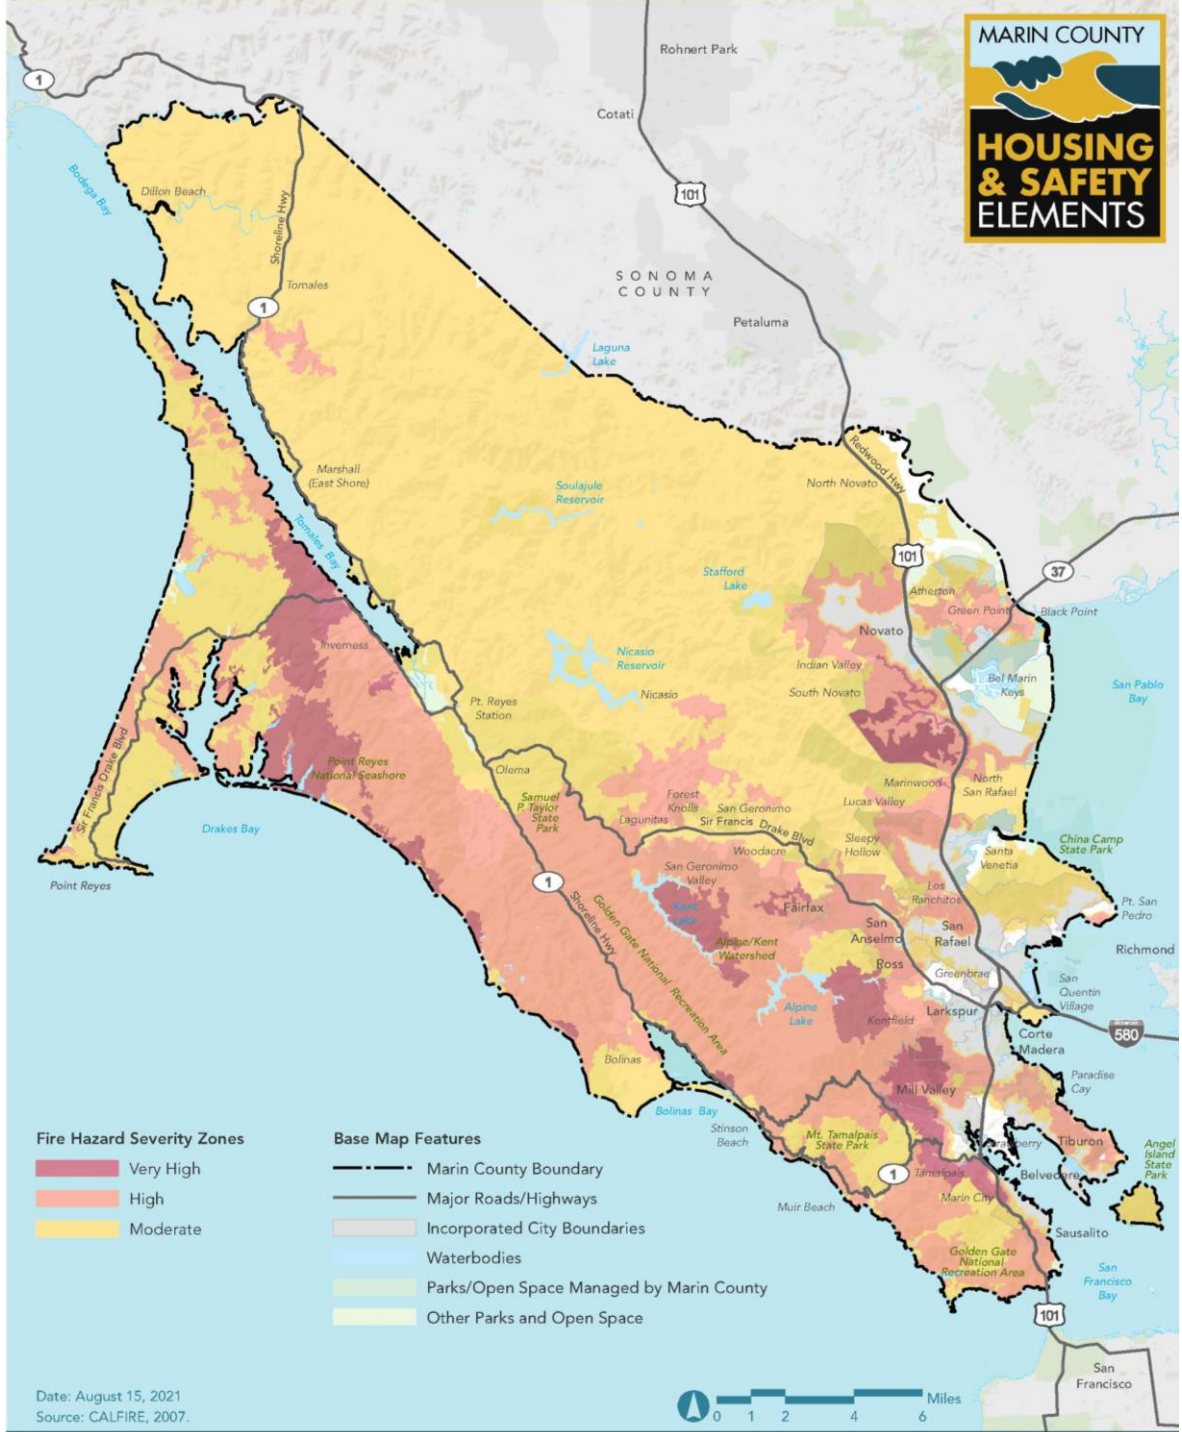 MARIN COUNTY
HOUSING
& SAFETY
ELEMENTS
Rohnert Park
1
Cotati
101
Bodega Bay
Dillon Beach
Shoreline Hwy
SONOMA
COUNTY
Tomales
1
Petaluma
Laguna
Lake
Redwood Hwy
Marshall
(East Shore)
Soulajule
Reservoir
North Novato
Tomales Bay
101
Stafford
Lake
37
Atherton
Green Point
Black Point
Novato
Inverness
Nicasio
Reservoir
Indian Valley
Nicasio
South Novato
Bel Marin
Keys
San Pablo
Bay
Pt. Reyes
Station
Sir Francis Drake Blvd
Point Reyes
National Seashore
Olema
Marinwood
North
San Rafael
Samuel
P. Taylor
State
Park
Forest
Knolls
San Geronimo
Lucas Valley
Lagunitas
Sir Francis Drake Blvd
Drakes Bay
Sleepy
Hollow
Woodacre
Santa
Venetia
China Camp
State Park
Point Reyes
1
San Geronimo
Valley
Los
Ranchitos
Shoreline Hwy
Golden Gate National Recreation Area
Kent
Lake
Fairfax
San
Anselmo
San
Rafael
Pt. San
Pedro
Alpine/Kent
Watershed
Richmond
Ross
Greenbrae
San
Quentin
Village
Alpine
Lake
Larkspur
Kentfield
580
Corte
Madera
Bolinas
Paradise
Cay
Mill Valley
Bolinas Bay
Stinson
Beach
Mt. Tamalpais
State Park
Tiburon
Angel
Island
State
Park
1
Tamalpais
Belvedere
Marin City
Muir Beach
Sausalito
Golden Gate
National
Recreation Area
San
Francisco
Bay
101
San
Francisco
Fire Hazard Severity Zones
Very High
High
Moderate
Base Map Features
Marin County Boundary
Major Roads/Highways
Incorporated City Boundaries
Waterbodies
Parks/Open Space Managed by Marin County
Other Parks and Open Space
Date: August 15, 2021
Source: CALFIRE, 2007.
Miles
0 1 2 4 6